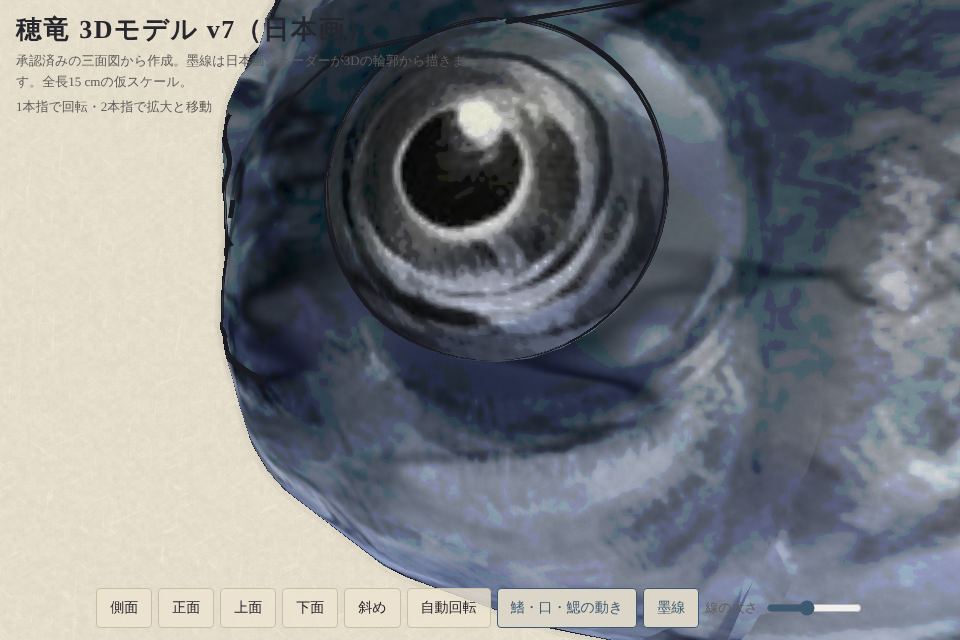 穂竜 3Dモデル v7（日本画）
承認済みの三面図から作成。墨線は日本画シェーダーが3Dの輪郭から描きま
す。全長15 cmの仮スケール。
1本指で回転・2本指で拡大と移動
側面 正面 上面 下面 斜め 自動回転 鰭・口・鰓の動き 墨線 線の太さ